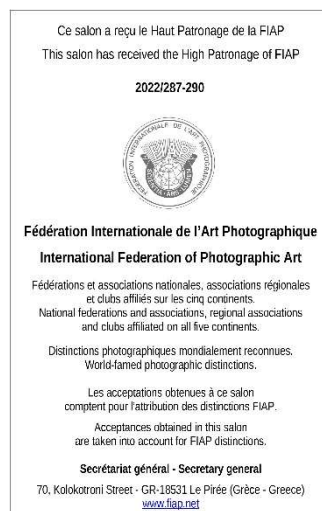 Ce salon a reçu le Haut Patronage de la FIAP
This salon has received the High Patronage of FIAP
2022/287-290
FÉDÉRATION INTERNATIONALE DE L'ART PHOTOGRAPHIQUE
Fédération Internationale de l'Art Photographique
International Federation of Photographic Art
Fédérations et associations nationales, associations régionales
et clubs affiliés sur les cinq continents.
National federations and associations, regional associations
and clubs affiliated on all five continents.
Distinctions photographiques mondialement reconnues.
World-famed photographic distinctions.
Les acceptations obtenues à ce salon
comptent pour l'attribution des distinctions FIAP.
Acceptances obtained in this salon
are taken into account for FIAP distinctions.
Secrétariat général - Secretary general
70, Kolokotroni Street - GR-18531 Le Pirée (Grèce - Greece)
www.fiap.net